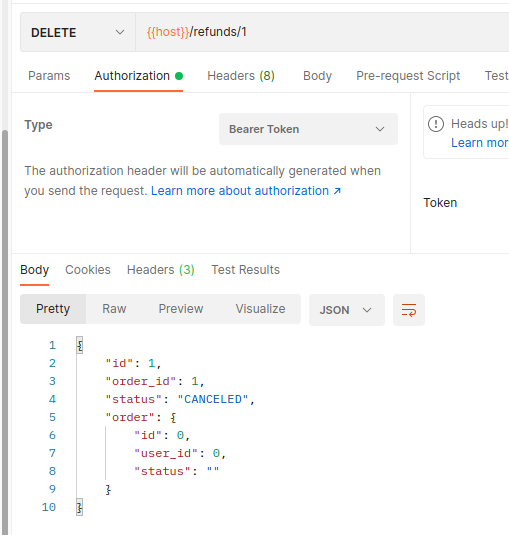 DELETE {{host}}/refunds/1
Params Authorization Headers (8) Body Pre-request Script Test
Type Bearer Token Heads up!
Learn mor
The authorization header will be automatically generated when
you send the request. Learn more about authorization ↗
Token
Body Cookies Headers (3) Test Results
Pretty Raw Preview Visualize JSON
1 {
2 "id": 1,
3 "order_id": 1,
4 "status": "CANCELED",
5 "order": {
6 "id": 0,
7 "user_id": 0,
8 "status": ""
9 }
10 }